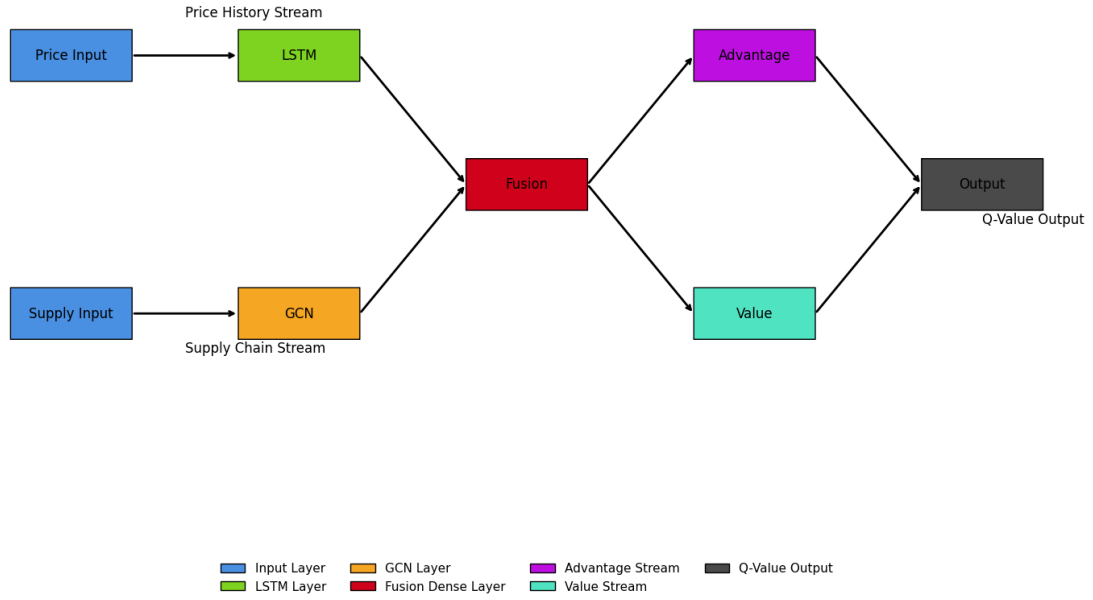 Price History Stream
Price Input
LSTM
Advantage
Fusion
Output
Q-Value Output
Supply Input
GCN
Value
Supply Chain Stream
Input Layer
LSTM Layer
GCN Layer
Fusion Dense Layer
Advantage Stream
Value Stream
Q-Value Output